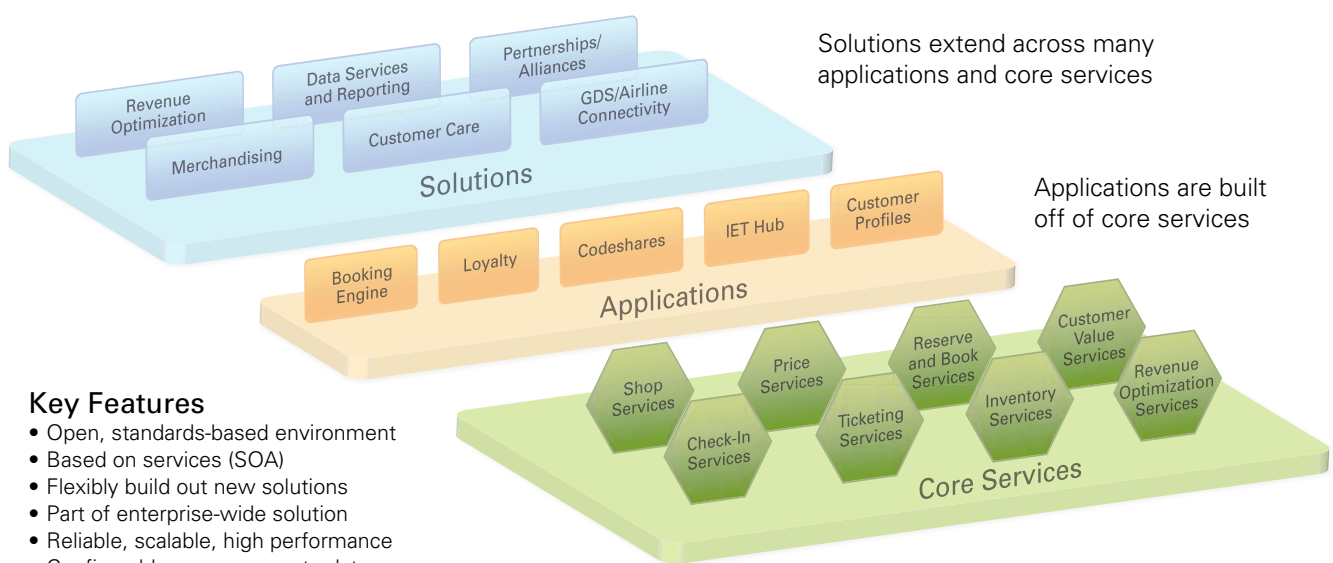 Solutions extend across many
applications and core services
Revenue
Optimization
Data Services
and Reporting
Pertnerships/
Alliances
Merchandising
Customer Care
GDS/Airline
Connectivity
Solutions
Applications are built
off of core services
Booking
Engine
Loyalty
Codeshares
IET Hub
Customer
Profiles
Applications
Shop
Services
Price
Services
Reserve
and Book
Services
Customer
Value
Services
Check-In
Services
Ticketing
Services
Inventory
Services
Revenue
Optimization
Services
Core Services
Key Features
• Open, standards-based environment
• Based on services (SOA)
• Flexibly build out new solutions
• Part of enterprise-wide solution
• Reliable, scalable, high performance